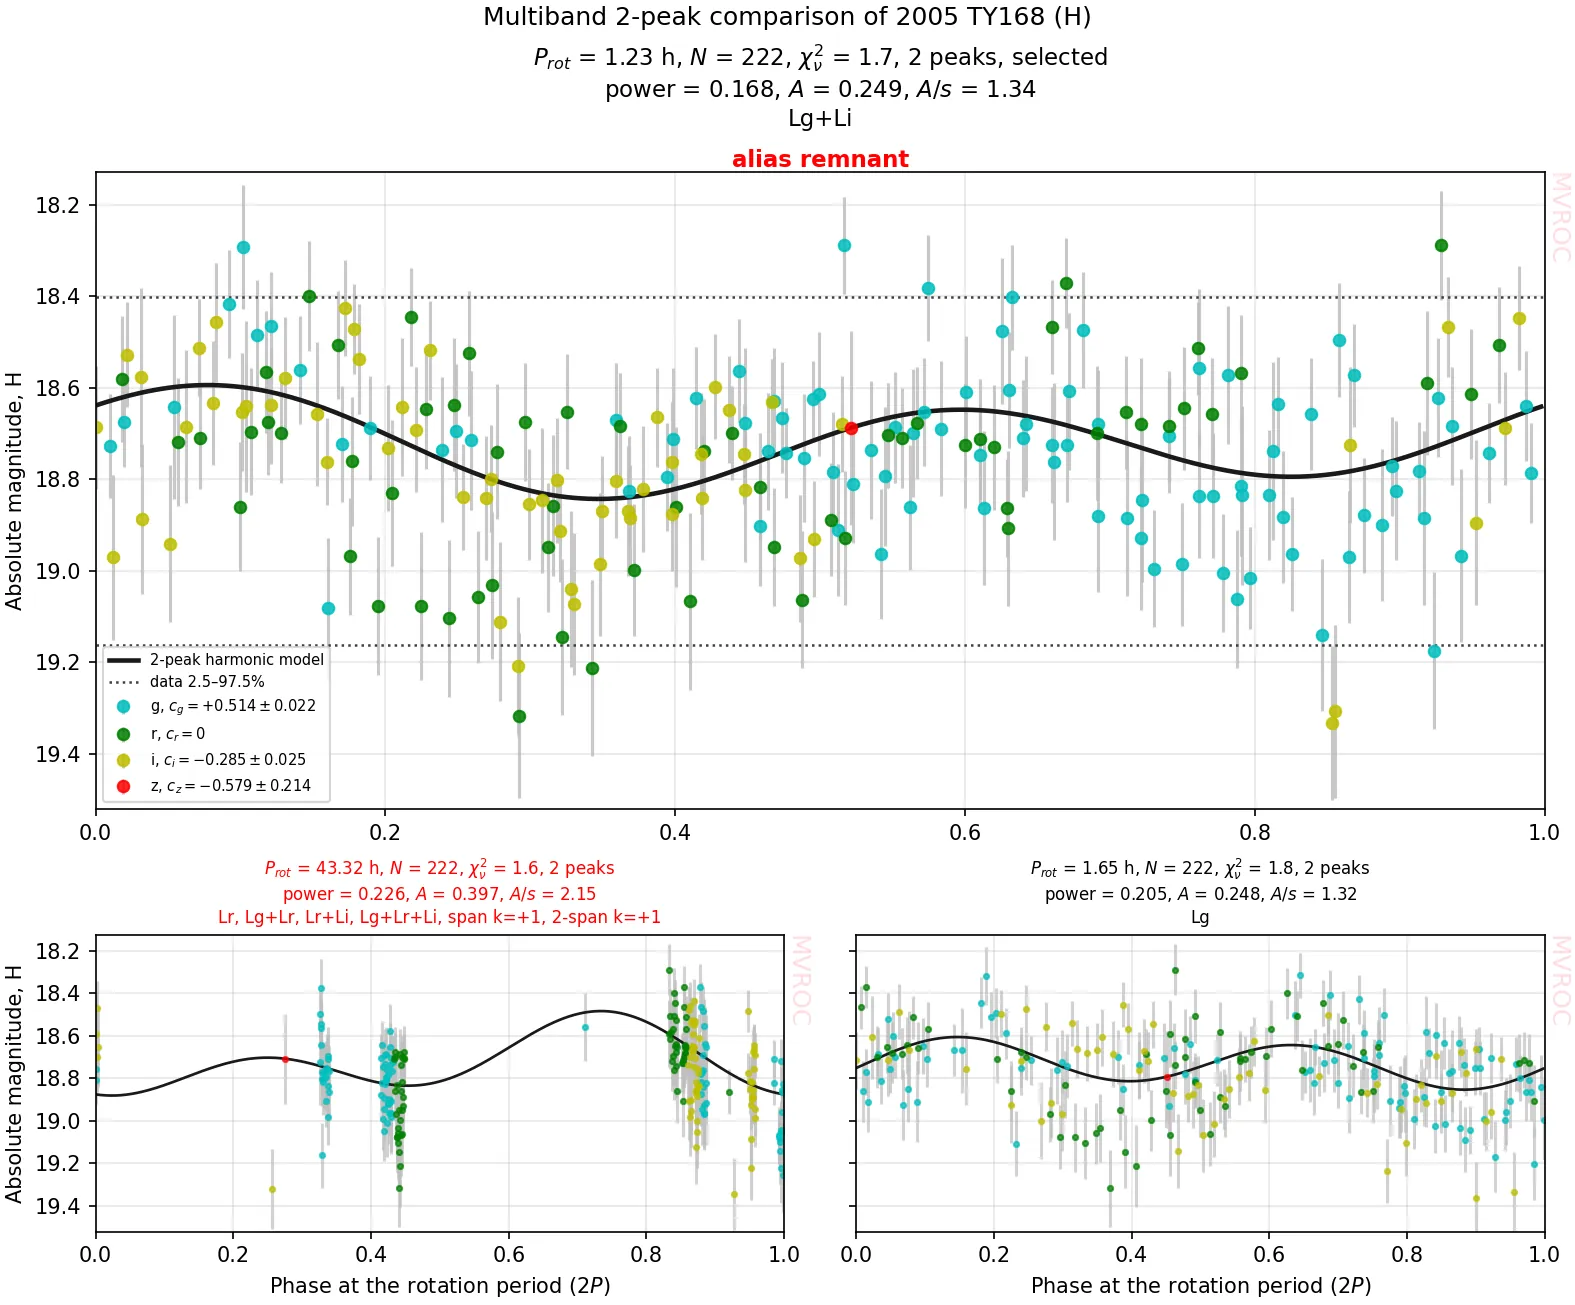 Multiband 2-peak comparison of 2005 TY168 (H)
P_rot = 1.23 h, N = 222, χ²_ν = 1.7, 2 peaks, selected
power = 0.168, A = 0.249, A/s = 1.34
Lg+Li
alias remnant
MVROC
Absolute magnitude, H
18.2
18.4
18.6
18.8
19.0
19.2
19.4
2-peak harmonic model
data 2.5–97.5%
g, c_g = +0.514 ± 0.022
r, c_r = 0
i, c_i = −0.285 ± 0.025
z, c_z = −0.579 ± 0.214
0.0 0.2 0.4 0.6 0.8 1.0
P_rot = 43.32 h, N = 222, χ²_ν = 1.6, 2 peaks
power = 0.226, A = 0.397, A/s = 2.15
Lr, Lg+Lr, Lr+Li, Lg+Lr+Li, span k=+1, 2-span k=+1
MVROC
Absolute magnitude, H
18.2
18.4
18.6
18.8
19.0
19.2
19.4
0.0 0.2 0.4 0.6 0.8 1.0
Phase at the rotation period (2P)
P_rot = 1.65 h, N = 222, χ²_ν = 1.8, 2 peaks
power = 0.205, A = 0.248, A/s = 1.32
Lg
MVROC
0.0 0.2 0.4 0.6 0.8 1.0
Phase at the rotation period (2P)